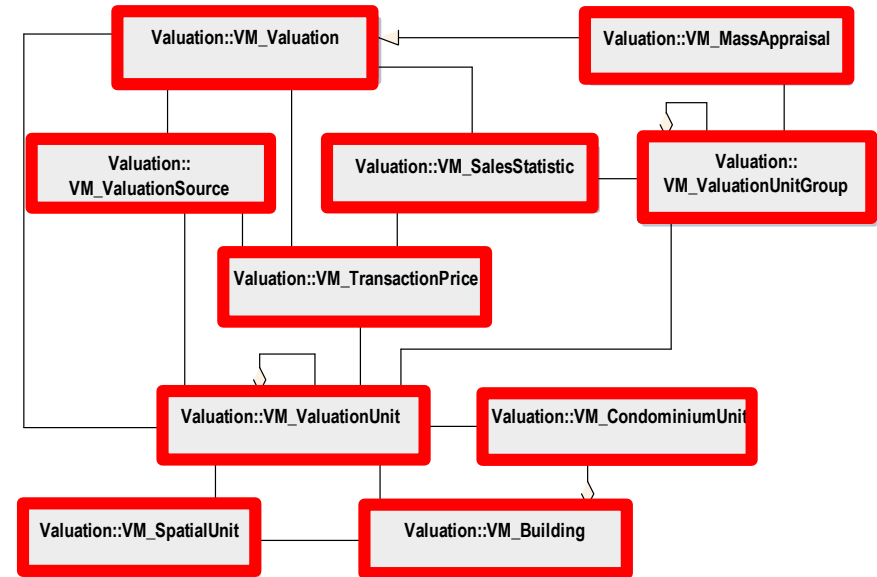 Valuation::VM_Valuation
Valuation::VM_MassAppraisal
Valuation::
VM_ValuationSource
Valuation::VM_SalesStatistic
Valuation::
VM_ValuationUnitGroup
Valuation::VM_TransactionPrice
Valuation::VM_ValuationUnit
Valuation::VM_CondominiumUnit
Valuation::VM_SpatialUnit
Valuation::VM_Building